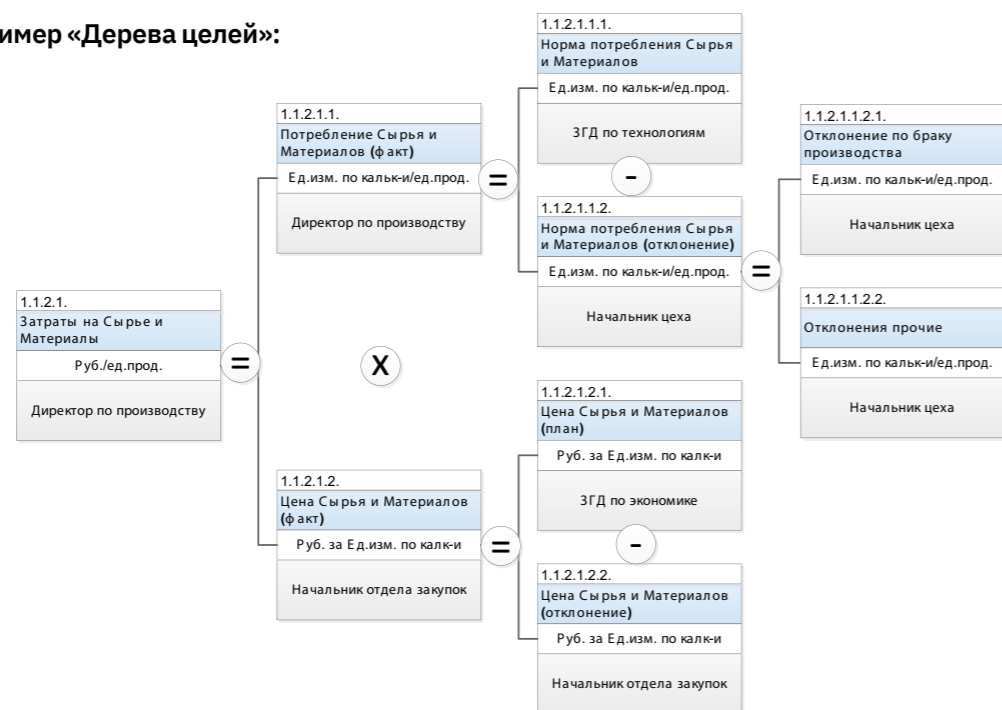 имер «Дерева целей»:
1.1.2.1.
Затраты на Сырье и
Материалы
Руб./ед.прод.
Директор по производству
=
1.1.2.1.1.
Потребление Сырья и
Материалов (факт)
Ед.изм. по кальк-и/ед.прод.
Директор по производству
=
X
1.1.2.1.2.
Цена Сырья и Материалов
(факт)
Руб. за Ед.изм. по калк-и
Начальник отдела закупок
=
1.1.2.1.1.1.
Норма потребления Сырья
и Материалов
Ед.изм. по кальк-и/ед.прод.
ЗГД по технологиям
-
1.1.2.1.1.2.
Норма потребления Сырья
и Материалов (отклонение)
Ед.изм. по кальк-и/ед.прод.
Начальник цеха
=
1.1.2.1.2.1.
Цена Сырья и Материалов
(план)
Руб. за Ед.изм. по калк-и
ЗГД по экономике
-
1.1.2.1.2.2.
Цена Сырья и Материалов
(отклонение)
Руб. за Ед.изм. по калк-и
Начальник отдела закупок
1.1.2.1.1.2.1.
Отклонение по браку
производства
Ед.изм. по кальк-и/ед.прод.
Начальник цеха
1.1.2.1.1.2.2.
Отклонения прочие
Ед.изм. по кальк-и/ед.прод.
Начальник цеха